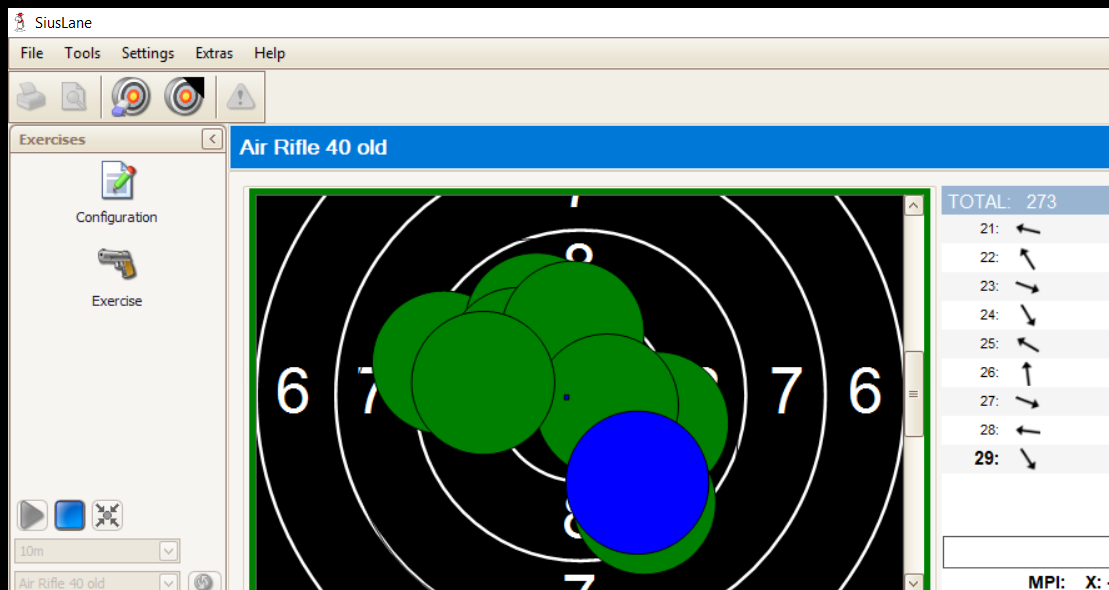 SiusLane
File Tools Settings Extras Help
Exercises
Air Rifle 40 old
Configuration
Exercise
10m
Air Rifle 40 old
7
8
6 7 8 7 6
8
7
TOTAL: 273
21:
22:
23:
24:
25:
26:
27:
28:
29:
MPI: X: -